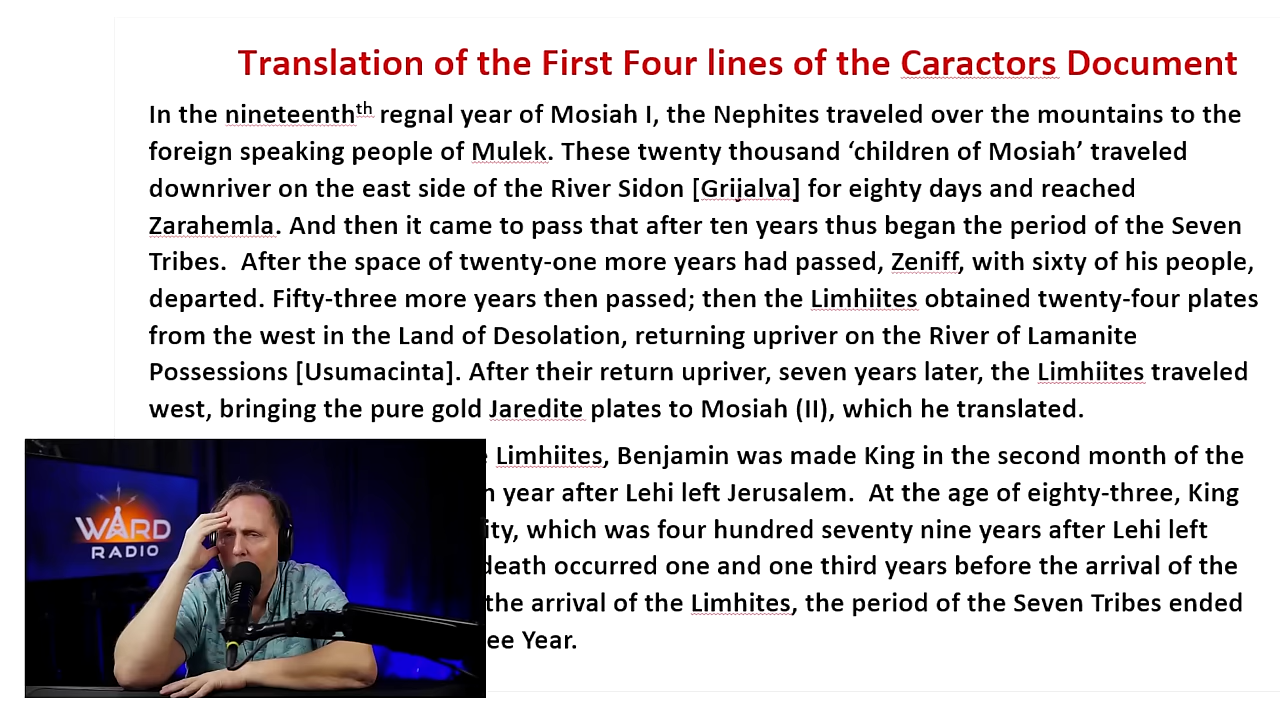 Translation of the First Four lines of the Caractors Document
In the nineteenthth regnal year of Mosiah I, the Nephites traveled over the mountains to the
foreign speaking people of Mulek. These twenty thousand ‘children of Mosiah’ traveled
downriver on the east side of the River Sidon [Grijalva] for eighty days and reached
Zarahemla. And then it came to pass that after ten years thus began the period of the Seven
Tribes.  After the space of twenty-one more years had passed, Zeniff, with sixty of his people,
departed. Fifty-three more years then passed; then the Limhiites obtained twenty-four plates
from the west in the Land of Desolation, returning upriver on the River of Lamanite
Possessions [Usumacinta]. After their return upriver, seven years later, the Limhiites traveled
west, bringing the pure gold Jaredite plates to Mosiah (II), which he translated.
Limhiites, Benjamin was made King in the second month of the
year after Lehi left Jerusalem.  At the age of eighty-three, King
which was four hundred seventy nine years after Lehi left
death occurred one and one third years before the arrival of the
the arrival of the Limhites, the period of the Seven Tribes ended
Year.
WARD
RADIO